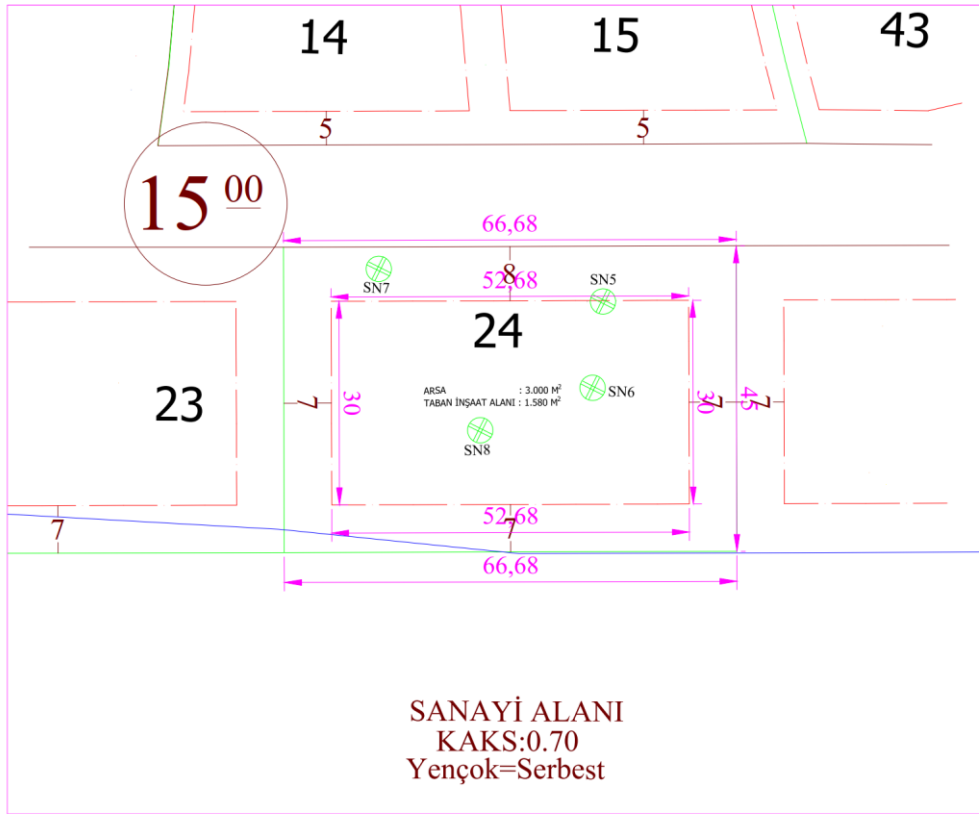 14
15
43
5
5
15 00
66,68
8
SN7
52,68
SN5
24
23
7
30
ARSA : 3.000 M²
TABAN İNŞAAT ALANI : 1.580 M²
SN6
30
7
45
7
SN8
7
52,68
7
66,68
SANAYİ ALANI
KAKS:0.70
Yençok=Serbest